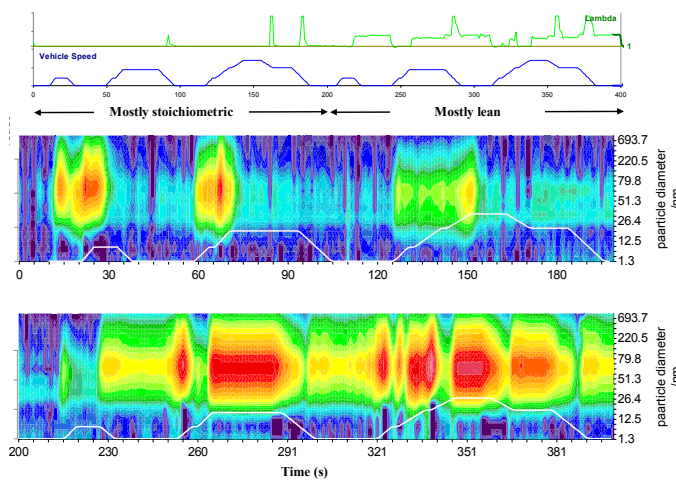 Lambda
1
Vehicle Speed
0 50 100 150 200 250 300 350 400
Mostly stoichiometric Mostly lean
693.7
220.5
79.8
51.3
26.4
12.5
1.3
paarticle diameter
/nm
0 30 60 90 120 150 180
693.7
220.5
79.8
51.3
26.4
12.5
1.3
paarticle diameter
/nm
200 230 260 291 321 351 381
Time (s)